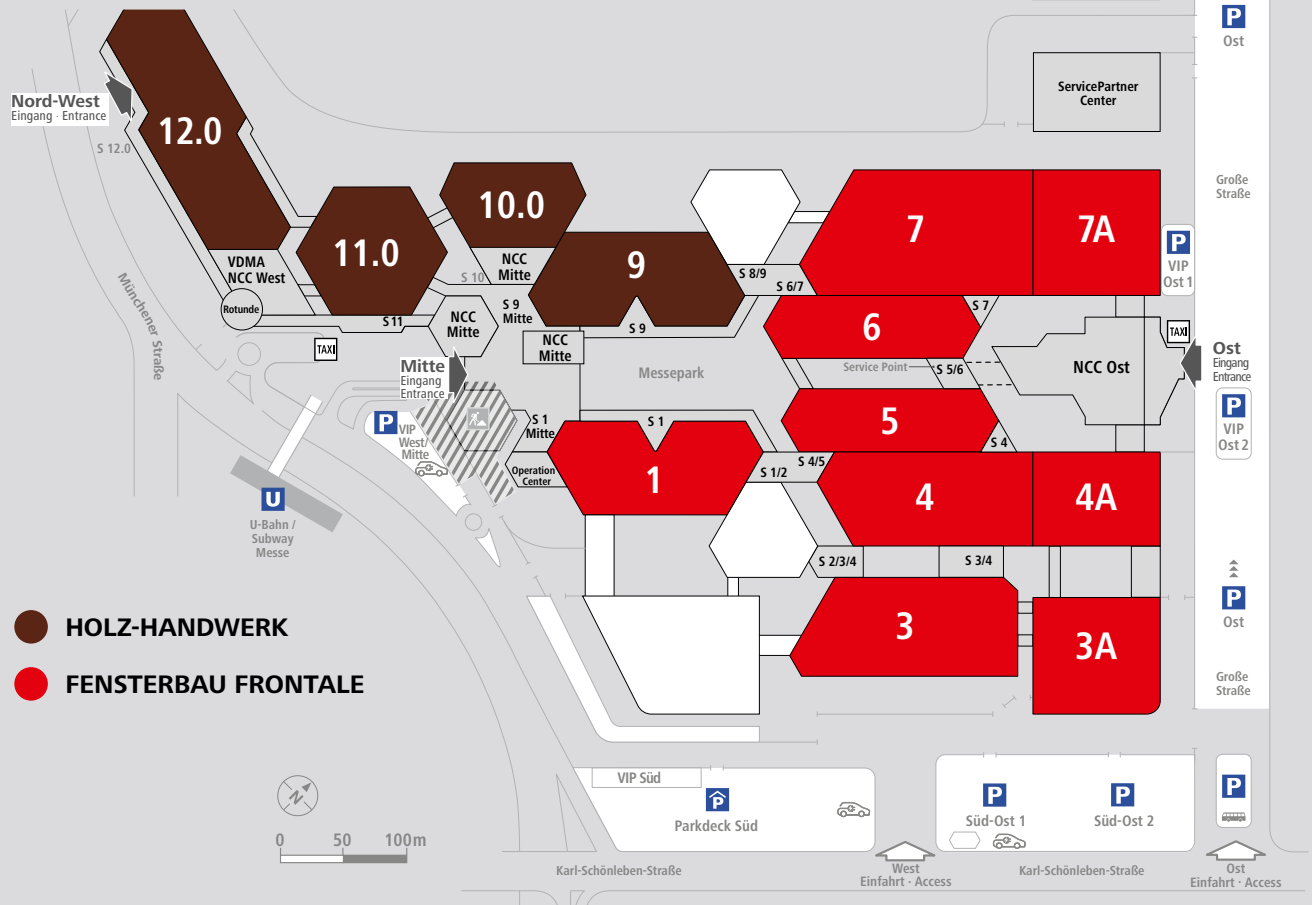 P
Ost
ServicePartner
Center
Nord-West
Eingang · Entrance
12.0
S 12.0
10.0
7
7A
Große
Straße
11.0
VDMA
NCC West
NCC
Mitte
9
P
VIP
Ost 1
S 10
S 8/9
S 6/7
Rotunde
S 11
NCC
Mitte
S 9
Mitte
S 9
6
S 7
TAXI
Münchener Straße
TAXI
NCC
Mitte
Mitte
Eingang
Entrance
Messepark
Service Point
S 5/6
NCC Ost
Ost
Eingang
Entrance
P
VIP
West/
Mitte
S 1
Mitte
S 1
5
S 4
P
VIP
Ost 2
Operation
Center
1
S 1/2
S 4/5
4
4A
U
U-Bahn /
Subway
Messe
S 2/3/4
S 3/4
P
Ost
HOLZ-HANDWERK
3
3A
FENSTERBAU FRONTALE
Große
Straße
VIP Süd
P
Parkdeck Süd
P
Süd-Ost 1
P
Süd-Ost 2
P
N
0
50
100m
Karl-Schönleben-Straße
West
Einfahrt · Access
Karl-Schönleben-Straße
Ost
Einfahrt · Access